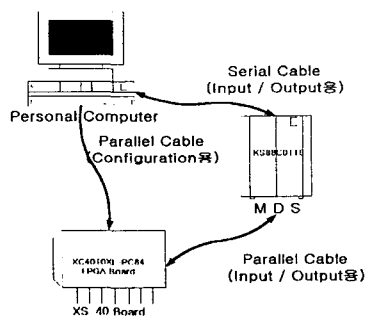 Serial Cable
(Input / Output용)
Personal Computer
Parallel Cable
(Configuration용)
M D S
XC4010XL-PC84
FPGA Board
Parallel Cable
(Input / Output용)
XS 40 Board